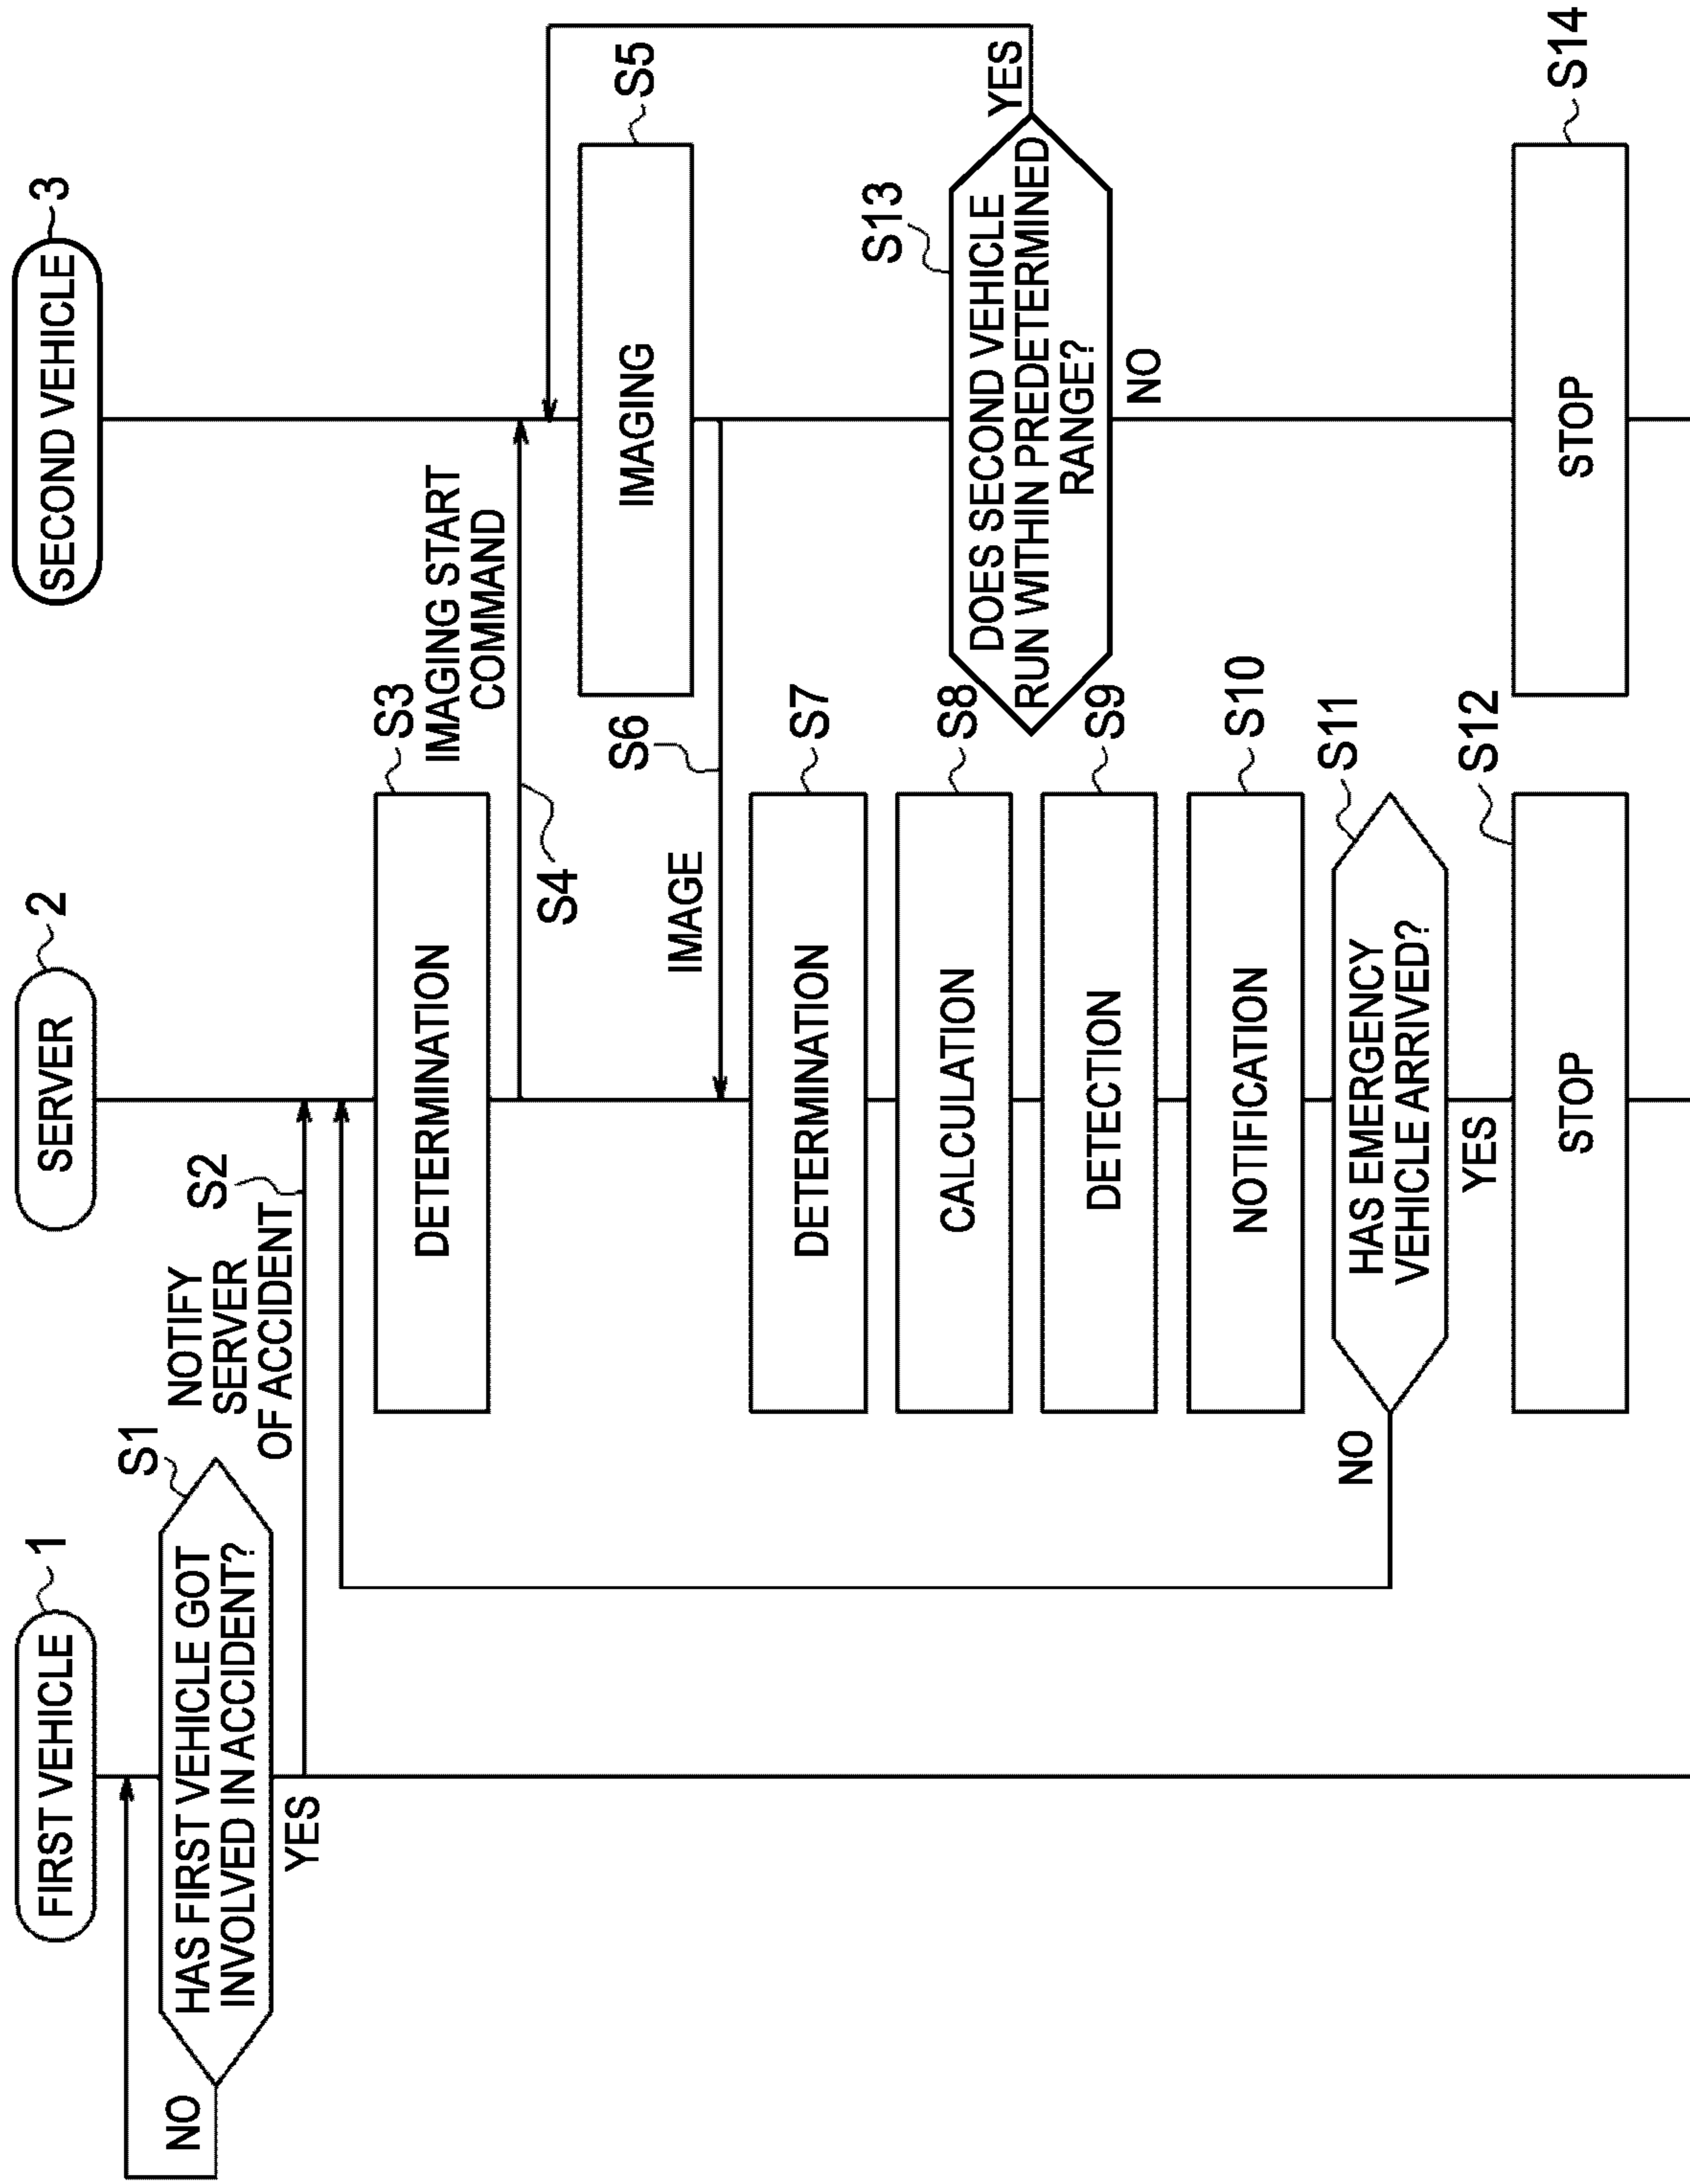 FIRST VEHICLE
1
SERVER
2
SECOND VEHICLE
3
NO
HAS FIRST VEHICLE GOT
INVOLVED IN ACCIDENT?
S1
YES
NOTIFY
SERVER
OF ACCIDENT
S2
DETERMINATION
S3
IMAGING START
COMMAND
S4
IMAGING
S5
S6
IMAGE
DETERMINATION
S7
CALCULATION
S8
DETECTION
S9
NOTIFICATION
S10
HAS EMERGENCY
VEHICLE ARRIVED?
S11
NO
YES
STOP
S12
DOES SECOND VEHICLE
RUN WITHIN PREDETERMINED
RANGE?
S13
YES
NO
STOP
S14